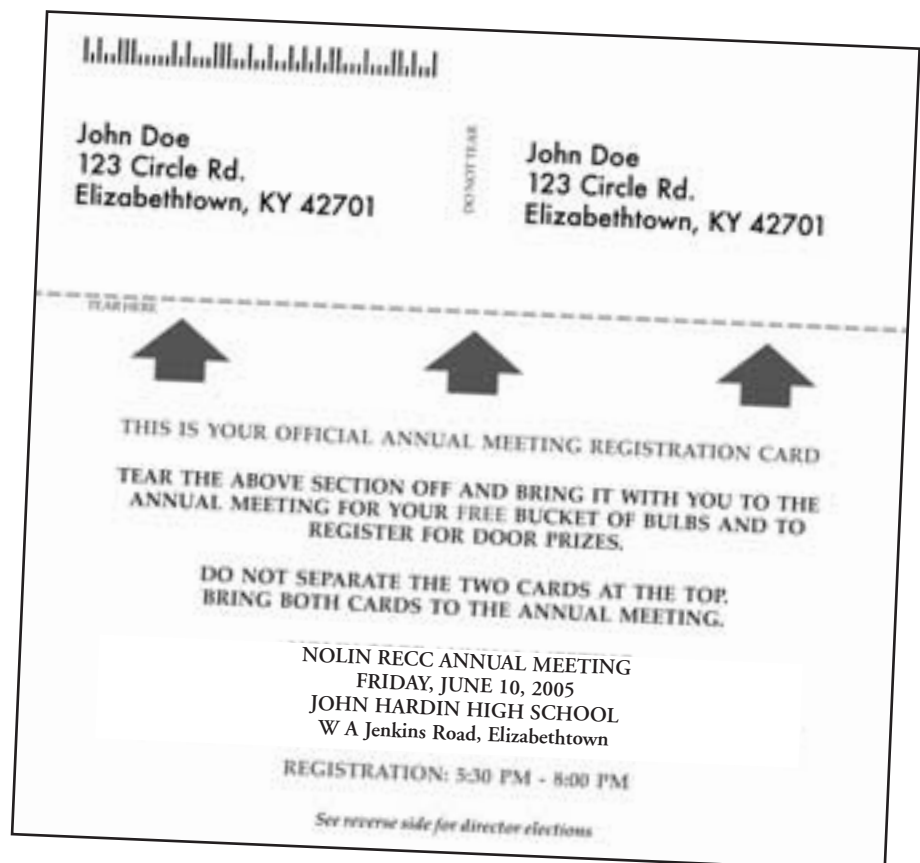 John Doe
123 Circle Rd.
Elizabethtown, KY 42701
DO NOT TEAR
John Doe
123 Circle Rd.
Elizabethtown, KY 42701
TEAR HERE
THIS IS YOUR OFFICIAL ANNUAL MEETING REGISTRATION CARD
TEAR THE ABOVE SECTION OFF AND BRING IT WITH YOU TO THE
ANNUAL MEETING FOR YOUR FREE BUCKET OF BULBS AND TO
REGISTER FOR DOOR PRIZES.
DO NOT SEPARATE THE TWO CARDS AT THE TOP.
BRING BOTH CARDS TO THE ANNUAL MEETING.
NOLIN RECC ANNUAL MEETING
FRIDAY, JUNE 10, 2005
JOHN HARDIN HIGH SCHOOL
W A Jenkins Road, Elizabethtown
REGISTRATION: 5:30 PM - 8:00 PM
See reverse side for director elections